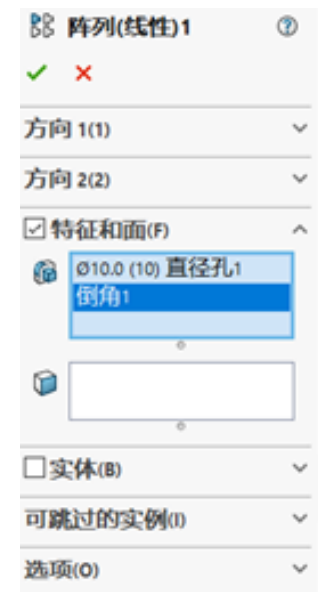 阵列(线性)1
方向 1(1)
方向 2(2)
特征和面(F)
Ø10.0 (10) 直径孔1
倒角1
实体(B)
可跳过的实例(I)
选项(O)